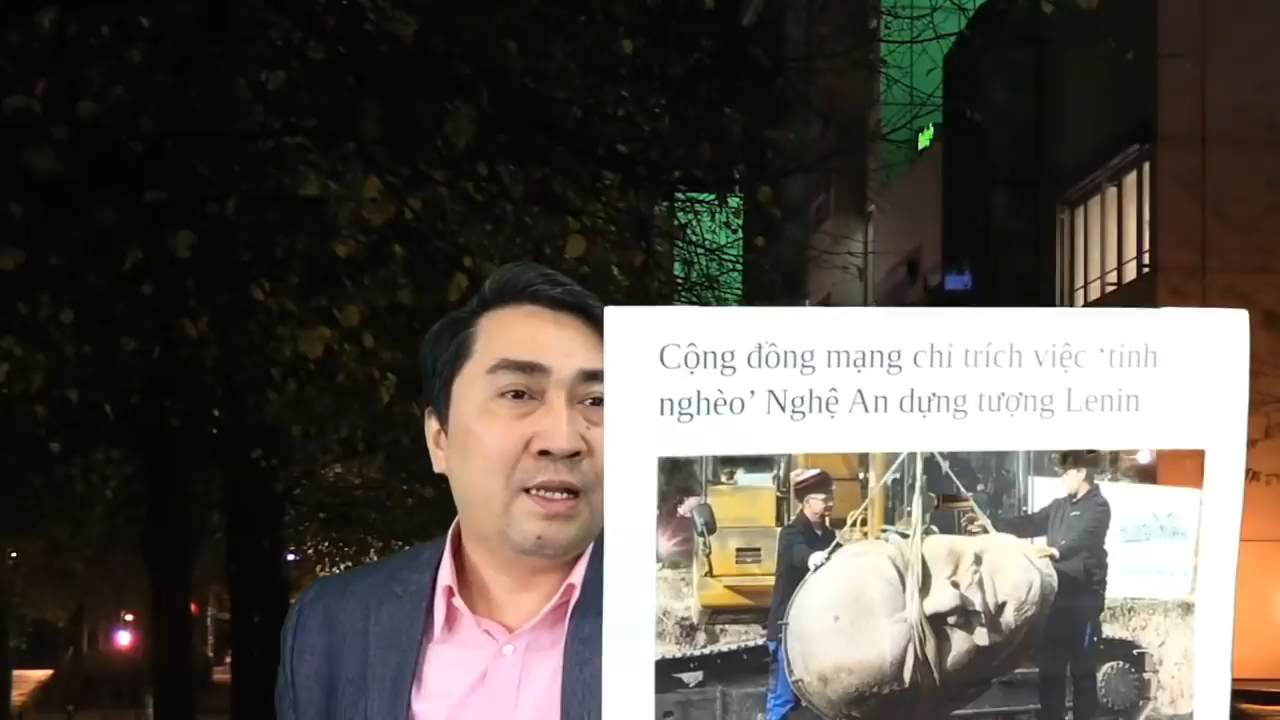 Cộng đồng mạng chỉ trích việc ‘tỉnh
nghèo’ Nghệ An dựng tượng Lenin